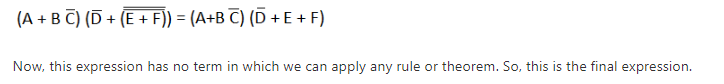 (A + B C̅) (D̅ + (E̿ ̿+̿ ̿F̿)) = (A+B C̅) (D̅ + E + F)
Now, this expression has no term in which we can apply any rule or theorem. So, this is the final expression.